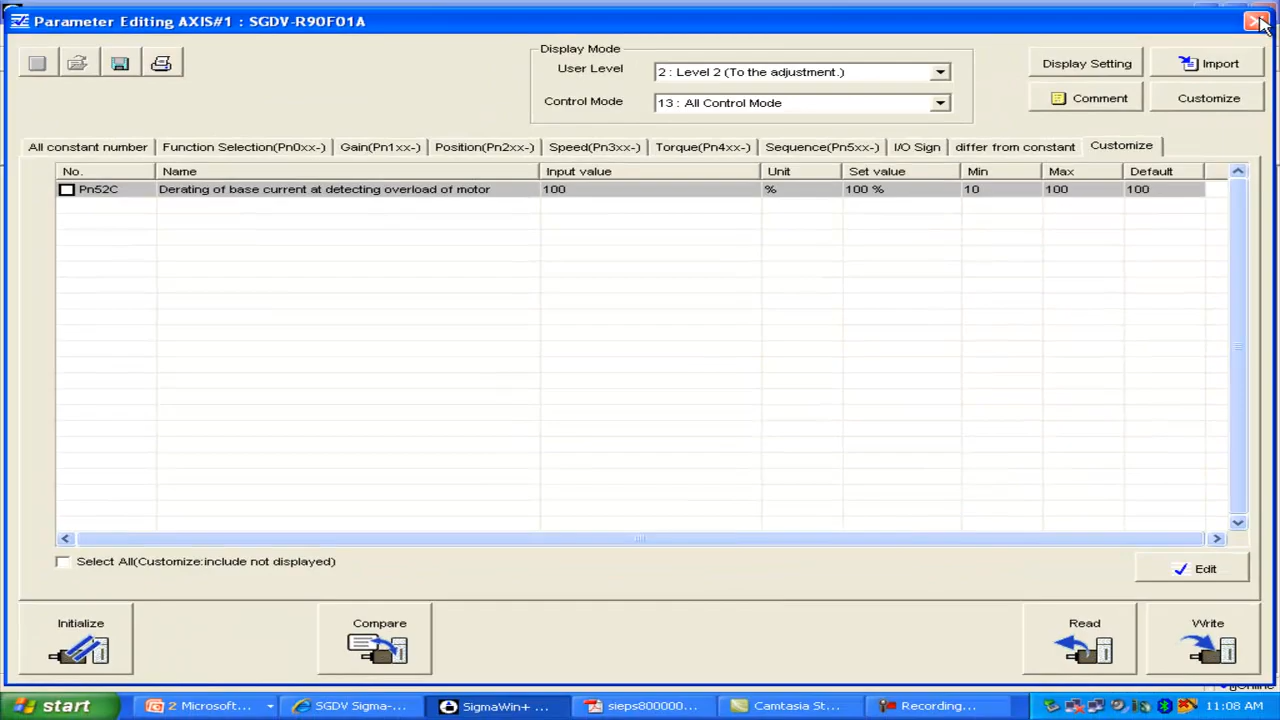 Parameter Editing AXIS#1 : SGDV-R90F01A
Display Mode
User Level
2 : Level 2 (To the adjustment.)
Control Mode
13 : All Control Mode
Display Setting
Import
Comment
Customize
All constant number
Function Selection(Pn0xx-)
Gain(Pn1xx-)
Position(Pn2xx-)
Speed(Pn3xx-)
Torque(Pn4xx-)
Sequence(Pn5xx-)
I/O Sign
differ from constant
Customize
No. Name Input value Unit Set value Min Max Default
Pn52C Derating of base current at detecting overload of motor 100 % 100 % 10 100 100
Select All(Customize:include not displayed)
Edit
Initialize
Compare
Read
Write
start
2 Microsoft...
SGDV Sigma-...
SigmaWin+ ...
sieps800000...
Camtasia St...
Recording...
11:08 AM